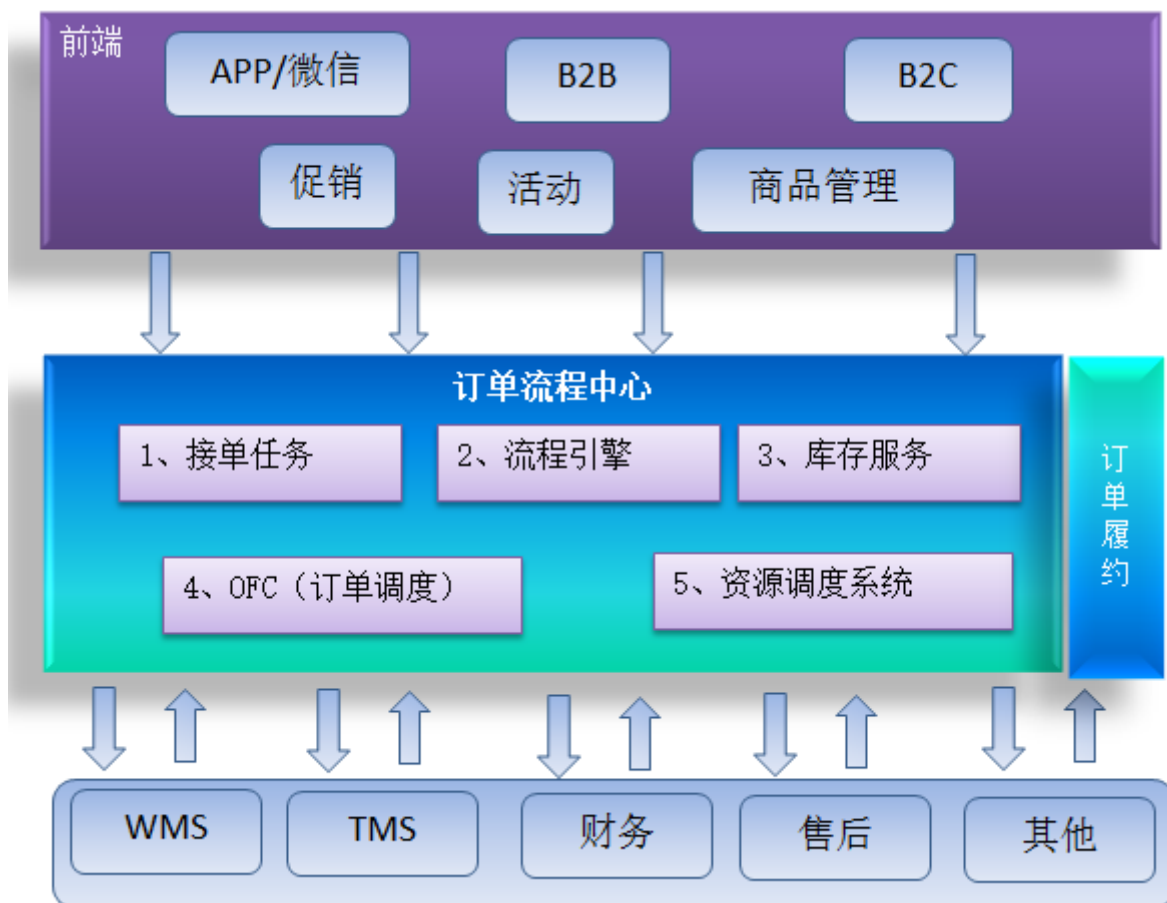 前端
APP/微信
B2B
B2C
促销
活动
商品管理
订单流程中心
1、接单任务
2、流程引擎
3、库存服务
4、OFC（订单调度）
5、资源调度系统
订单履约
WMS
TMS
财务
售后
其他